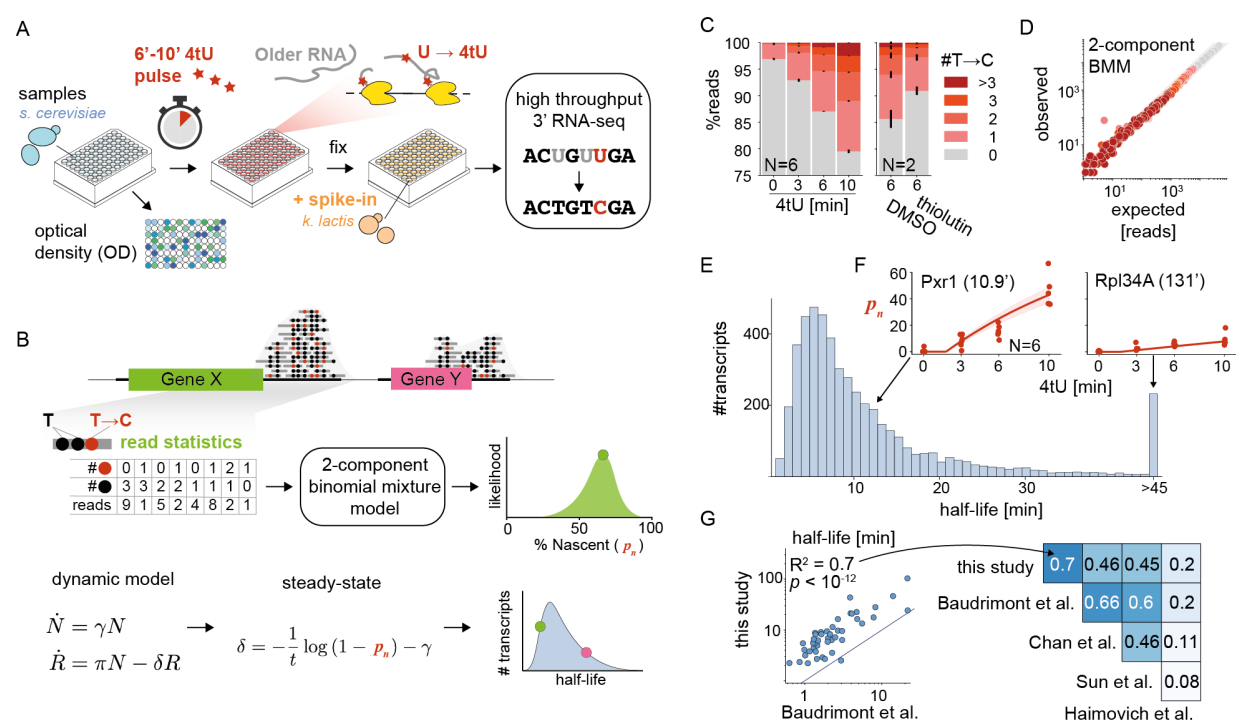 A
6’-10’ 4tU
pulse
Older RNA
U → 4tU
samples
s. cerevisiae
fix
high throughput
3’ RNA-seq
ACUGUUGA
ACTGTCGA
+ spike-in
k. lactis
optical
density (OD)
B
Gene X
Gene Y
T
T→C
read statistics
# 0 1 0 1 0 1 2 1
# 3 3 2 2 1 1 1 0
reads 9 1 5 2 4 8 2 1
2-component
binomial mixture
model
likelihood
0 50 100
% Nascent ( pn )
dynamic model
Ṅ = γN
Ṙ = πN − δR
steady-state
δ = −1/t log (1 − pn) − γ
# transcripts
half-life
C
%reads
100
95
90
85
80
75
N=6
N=2
0 3 6 10
6 6
4tU [min]
DMSO
thiolutin
#T→C
>3
3
2
1
0
D
2-component
BMM
observed
10³
10¹
10¹ 10³
expected
[reads]
E
#transcripts
400
200
10 20 30 >45
half-life [min]
F
pn
60
40
20
0
Pxr1 (10.9’)
N=6
0 3 6 10
Rpl34A (131’)
0 3 6 10
4tU [min]
G
half-life [min]
R² = 0.7
p < 10⁻¹²
this study
100
10
1 10
Baudrimont et al.
this study 0.7 0.46 0.45 0.2
Baudrimont et al. 0.66 0.6 0.2
Chan et al. 0.46 0.11
Sun et al. 0.08
Haimovich et al.